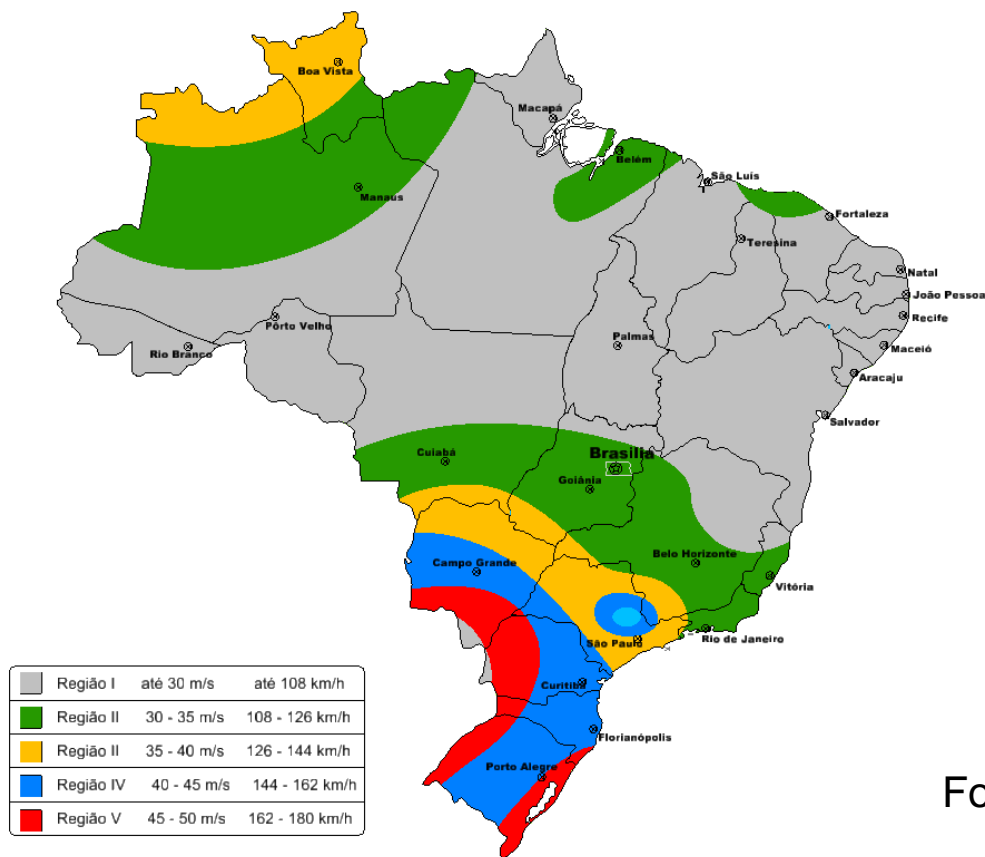 Boa Vista
Macapá
Belém
São Luís
Manaus
Fortaleza
Teresina
Natal
João Pessoa
Recife
Pôrto Velho
Palmas
Rio Branco
Maceió
Aracaju
Salvador
Cuiabá
Brasilia
Goiânia
Belo Horizonte
Campo Grande
Vitória
São Paulo
Rio de Janeiro
Curitiba
Florianópolis
Porto Alegre
Região I até 30 m/s até 108 km/h
Região II 30 - 35 m/s 108 - 126 km/h
Região II 35 - 40 m/s 126 - 144 km/h
Região IV 40 - 45 m/s 144 - 162 km/h
Região V 45 - 50 m/s 162 - 180 km/h
Fo